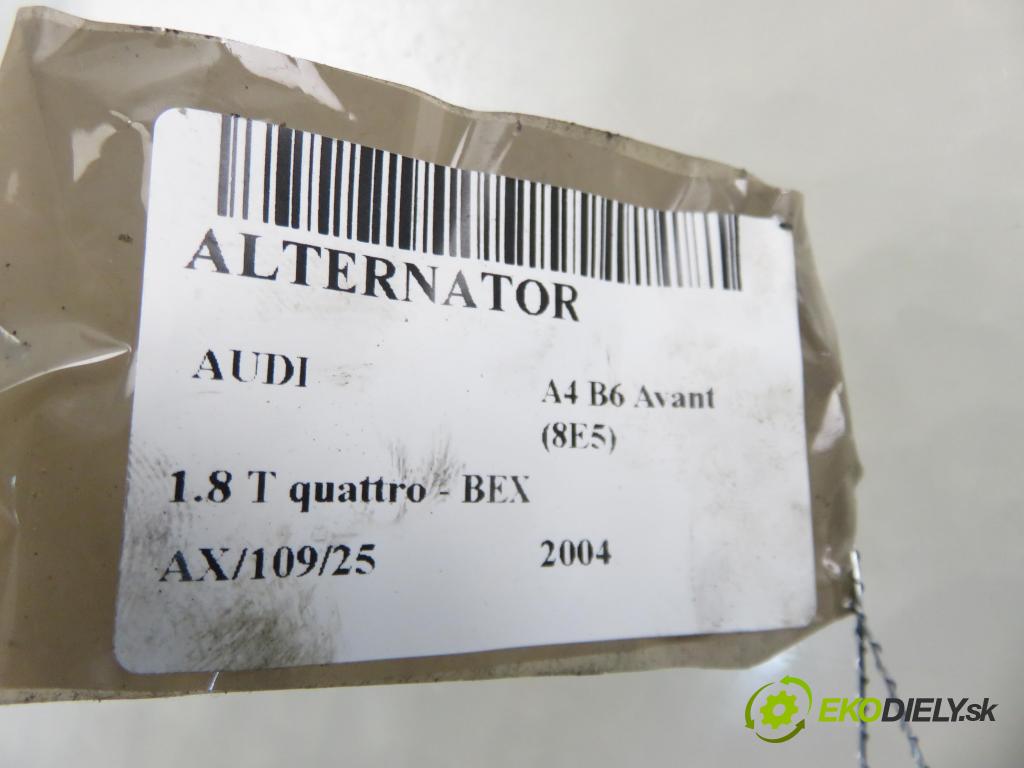 ALTERNATOR
AUDI
A4 B6 Avant
(8E5)
1.8 T quattro - BEX
AX/109/25
2004
EKODIELY.sk